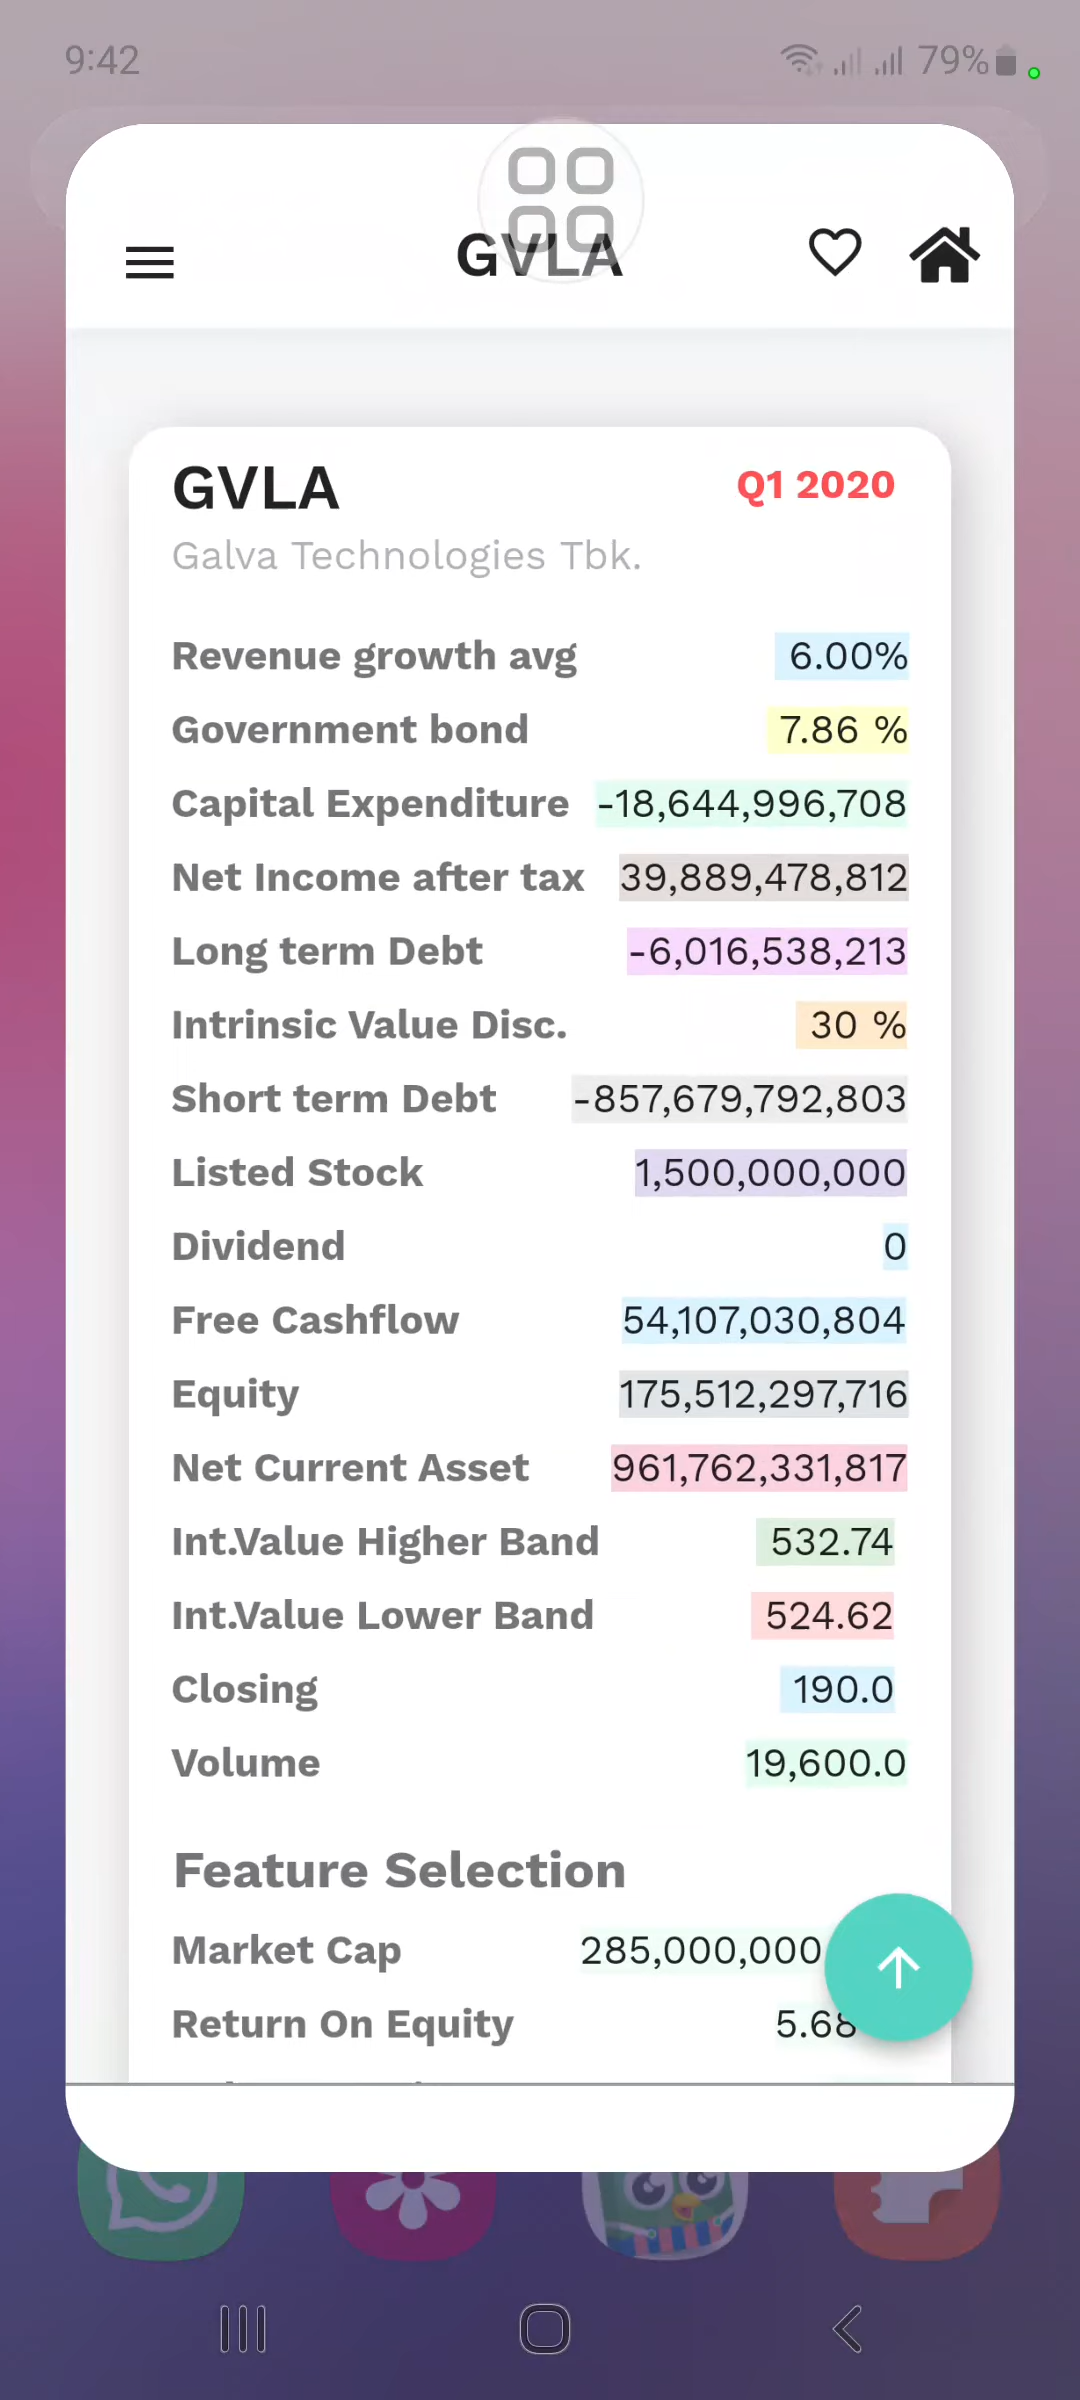 9:42
79%
GVLA
GVLA
Q1 2020
Galva Technologies Tbk.
Revenue growth avg 6.00%
Government bond 7.86 %
Capital Expenditure -18,644,996,708
Net Income after tax 39,889,478,812
Long term Debt -6,016,538,213
Intrinsic Value Disc. 30 %
Short term Debt -857,679,792,803
Listed Stock 1,500,000,000
Dividend 0
Free Cashflow 54,107,030,804
Equity 175,512,297,716
Net Current Asset 961,762,331,817
Int.Value Higher Band 532.74
Int.Value Lower Band 524.62
Closing 190.0
Volume 19,600.0
Feature Selection
Market Cap 285,000,000
Return On Equity 5.68